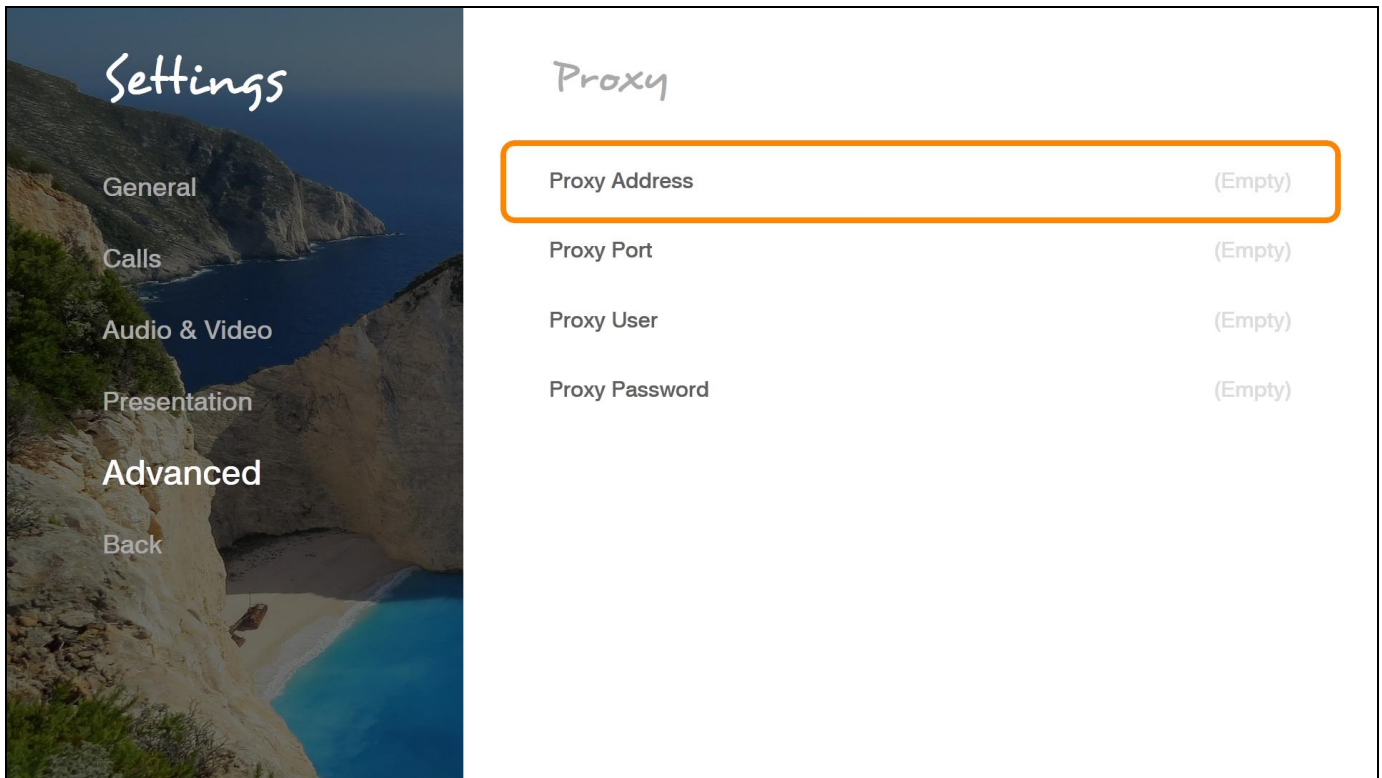 Settings
General
Calls
Audio & Video
Presentation
Advanced
Back
Proxy
Proxy Address (Empty)
Proxy Port (Empty)
Proxy User (Empty)
Proxy Password (Empty)